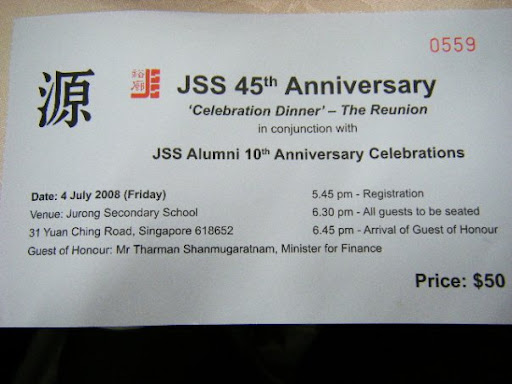 0559
源
裕廊
JSS 45th Anniversary
'Celebration Dinner' – The Reunion
in conjunction with
JSS Alumni 10th Anniversary Celebrations
Date: 4 July 2008 (Friday)
Venue: Jurong Secondary School
31 Yuan Ching Road, Singapore 618652
Guest of Honour: Mr Tharman Shanmugaratnam, Minister for Finance
5.45 pm - Registration
6.30 pm - All guests to be seated
6.45 pm - Arrival of Guest of Honour
Price: $50